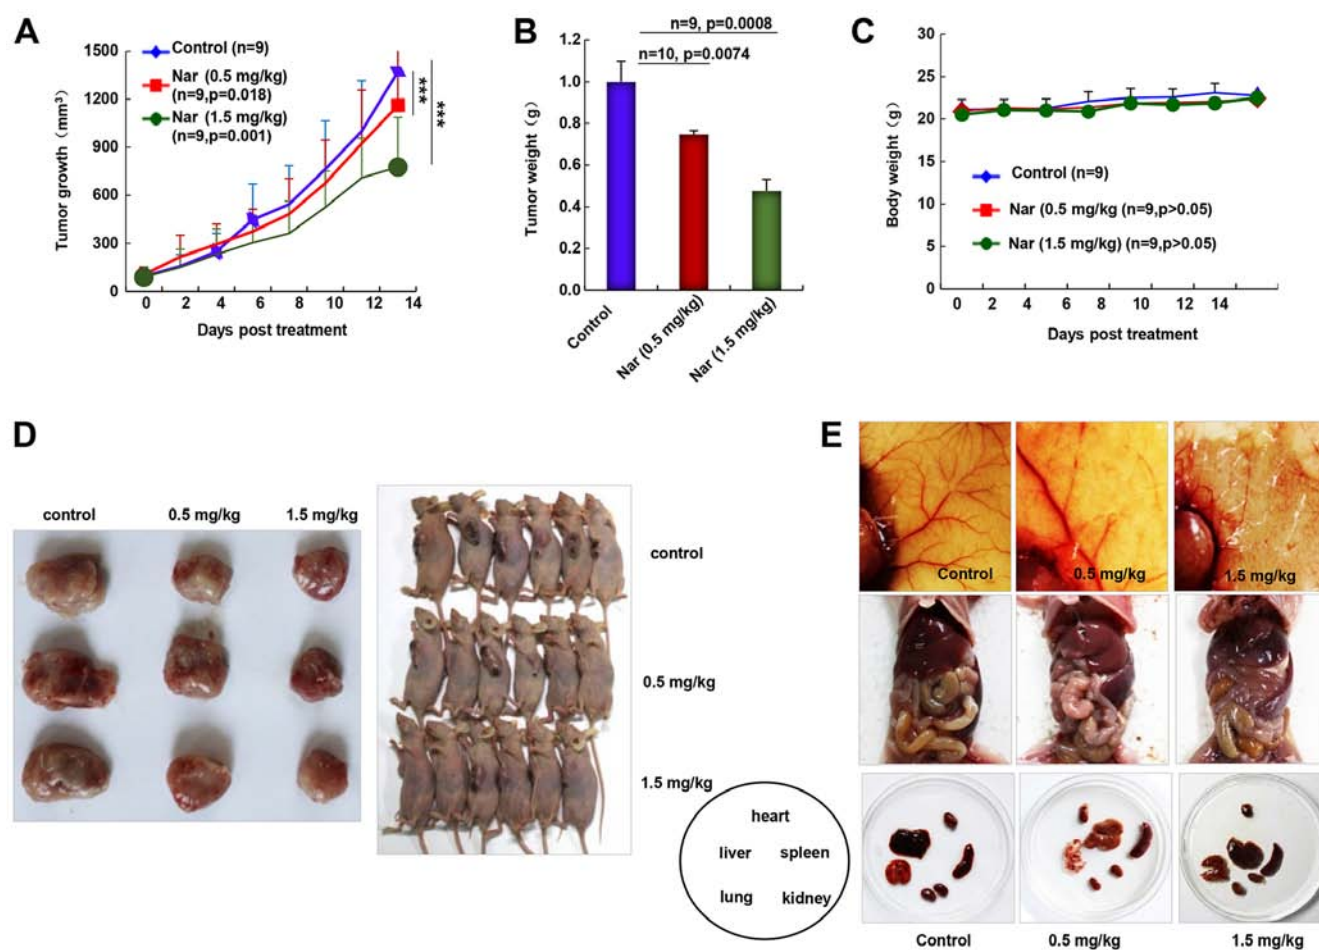 A
Control (n=9)
Nar (0.5 mg/kg)
(n=9,p=0.018)
Nar (1.5 mg/kg)
(n=9,p=0.001)
***
***
Tumor growth（mm³）
1500
1200
900
600
300
0
0 2 4 6 8 10 12 14
Days post treatment
B
n=9, p=0.0008
n=10, p=0.0074
Tumor weight（g）
1.2
1.0
0.8
0.6
0.4
0.2
0.0
Control
Nar (0.5 mg/kg)
Nar (1.5 mg/kg)
C
Body weight（g）
30
25
20
15
10
5
0
Control (n=9)
Nar (0.5 mg/kg (n=9,p>0.05)
Nar (1.5 mg/kg) (n=9,p>0.05)
0 2 4 6 8 10 12 14
Days post treatment
D
control 0.5 mg/kg 1.5 mg/kg
control
0.5 mg/kg
1.5 mg/kg
heart
liver spleen
lung kidney
E
Control 0.5 mg/kg 1.5 mg/kg
Control 0.5 mg/kg 1.5 mg/kg